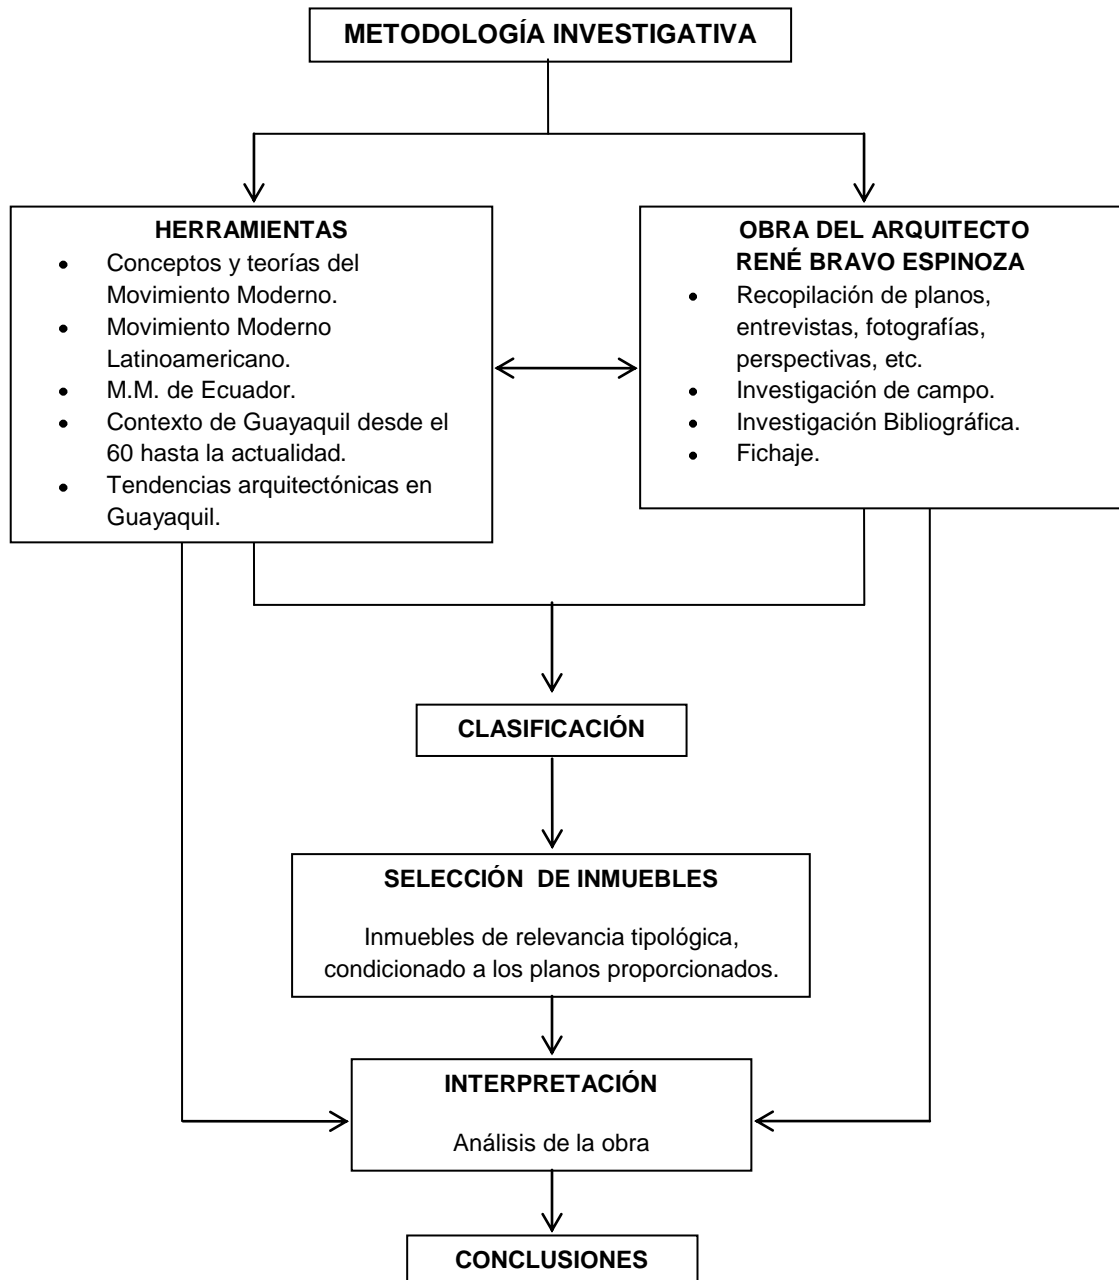 METODOLOGÍA INVESTIGATIVA
HERRAMIENTAS
• Conceptos y teorías del
Movimiento Moderno.
• Movimiento Moderno
Latinoamericano.
• M.M. de Ecuador.
• Contexto de Guayaquil desde el
60 hasta la actualidad.
• Tendencias arquitectónicas en
Guayaquil.
OBRA DEL ARQUITECTO
RENÉ BRAVO ESPINOZA
• Recopilación de planos,
entrevistas, fotografías,
perspectivas, etc.
• Investigación de campo.
• Investigación Bibliográfica.
• Fichaje.
CLASIFICACIÓN
SELECCIÓN DE INMUEBLES
Inmuebles de relevancia tipológica,
condicionado a los planos proporcionados.
INTERPRETACIÓN
Análisis de la obra
CONCLUSIONES